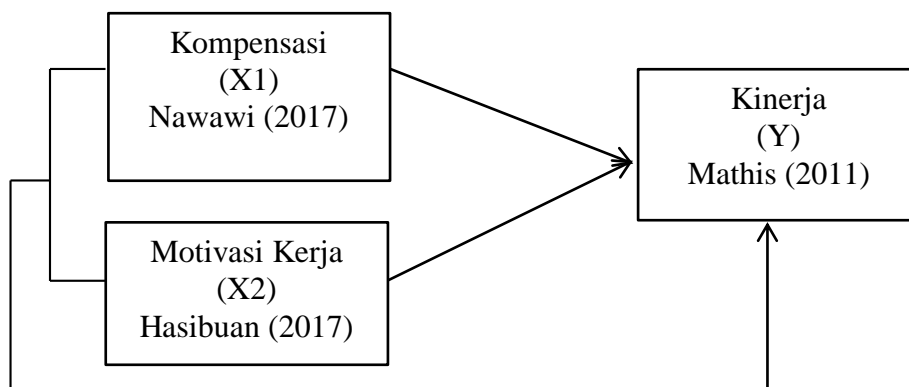 Kompensasi
(X1)
Nawawi (2017)
Kinerja
(Y)
Mathis (2011)
Motivasi Kerja
(X2)
Hasibuan (2017)